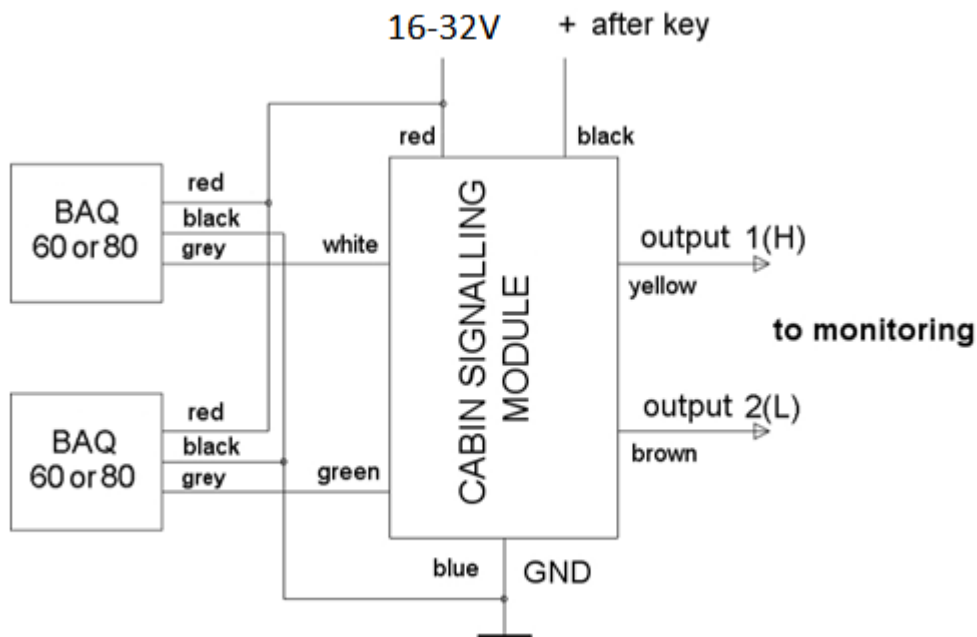 16-32V
+ after key
red
black
BAQ
60 or 80
red
black
grey
white
CABIN SIGNALLING
MODULE
output 1(H)
yellow
to monitoring
BAQ
60 or 80
red
black
grey
green
output 2(L)
brown
blue
GND